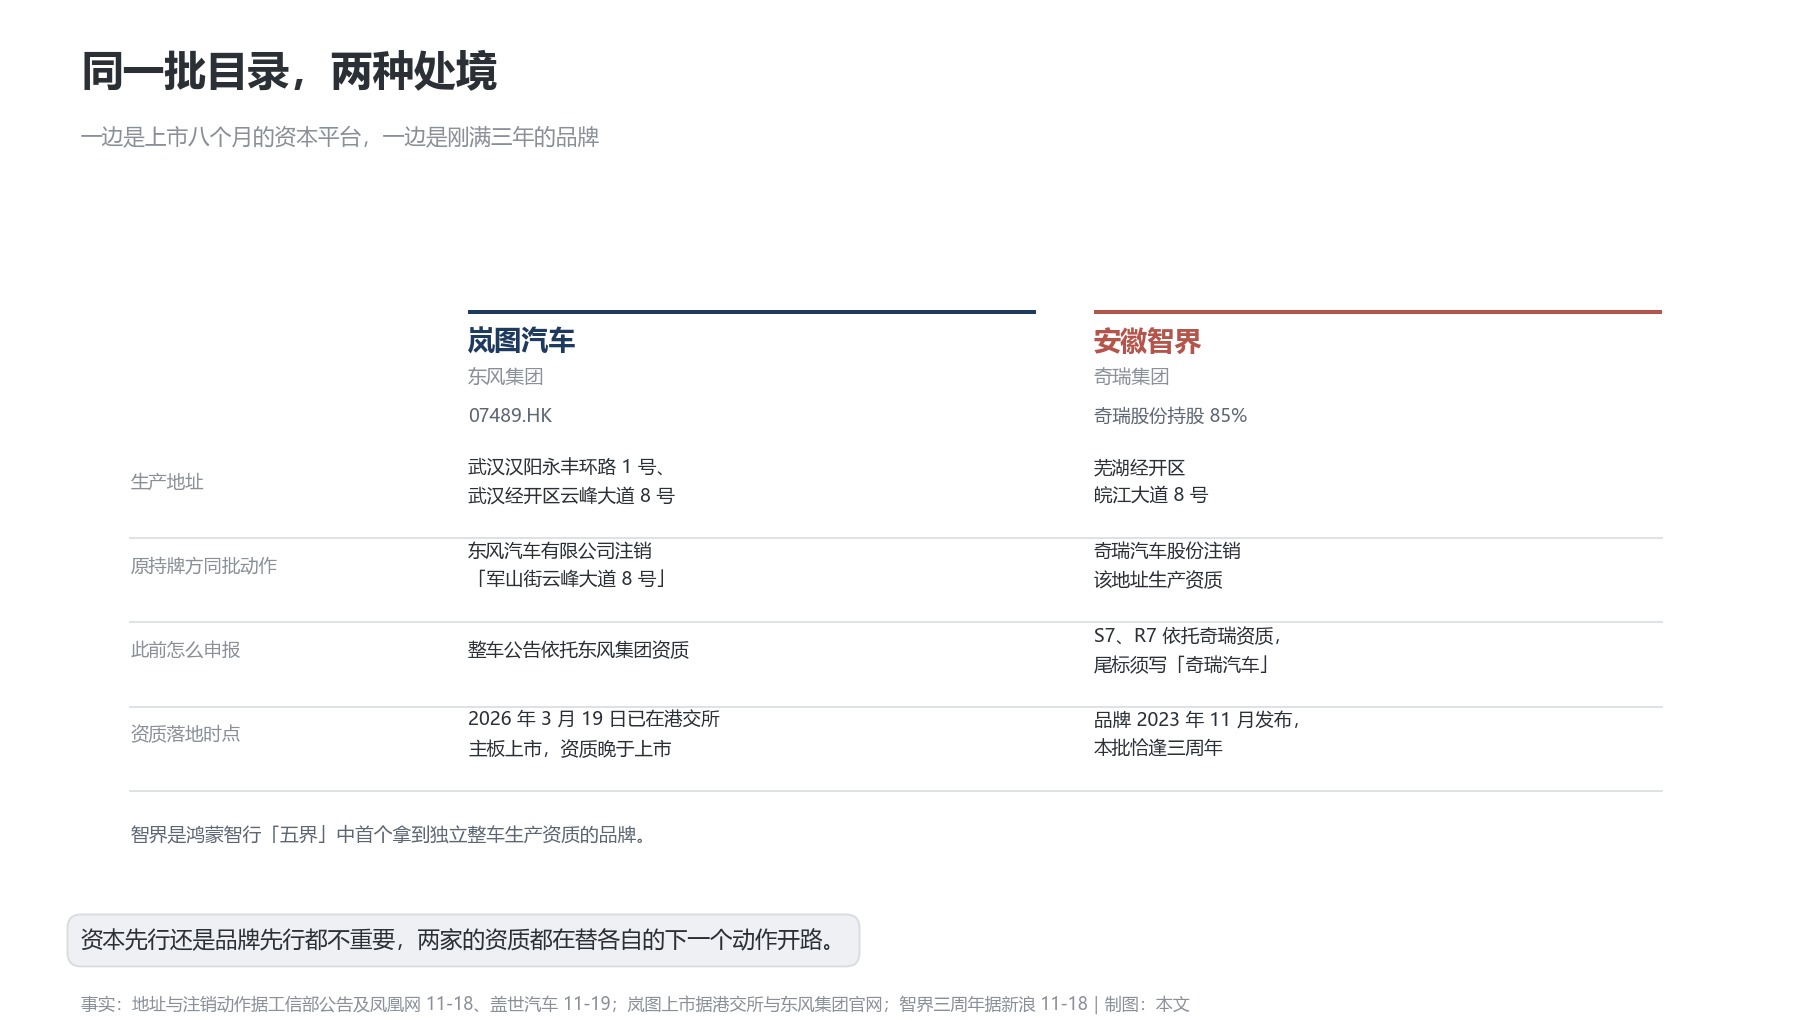 同一批目录，两种处境
一边是上市八个月的资本平台，一边是刚满三年的品牌
岚图汽车
东风集团
07489.HK
安徽智界
奇瑞集团
奇瑞股份持股 85%
生产地址
武汉汉阳永丰环路 1 号、
武汉经开区云峰大道 8 号
芜湖经开区
皖江大道 8 号
原持牌方同批动作
东风汽车有限公司注销
「军山街云峰大道 8 号」
奇瑞汽车股份注销
该地址生产资质
此前怎么申报
整车公告依托东风集团资质
S7、R7 依托奇瑞资质，
尾标须写「奇瑞汽车」
资质落地时点
2026 年 3 月 19 日已在港交所
主板上市，资质晚于上市
品牌 2023 年 11 月发布，
本批恰逢三周年
智界是鸿蒙智行「五界」中首个拿到独立整车生产资质的品牌。
资本先行还是品牌先行都不重要，两家的资质都在替各自的下一个动作开路。
事实：地址与注销动作据工信部公告及凤凰网 11-18、盖世汽车 11-19；岚图上市据港交所与东风集团官网；智界三周年据新浪 11-18 | 制图：本文